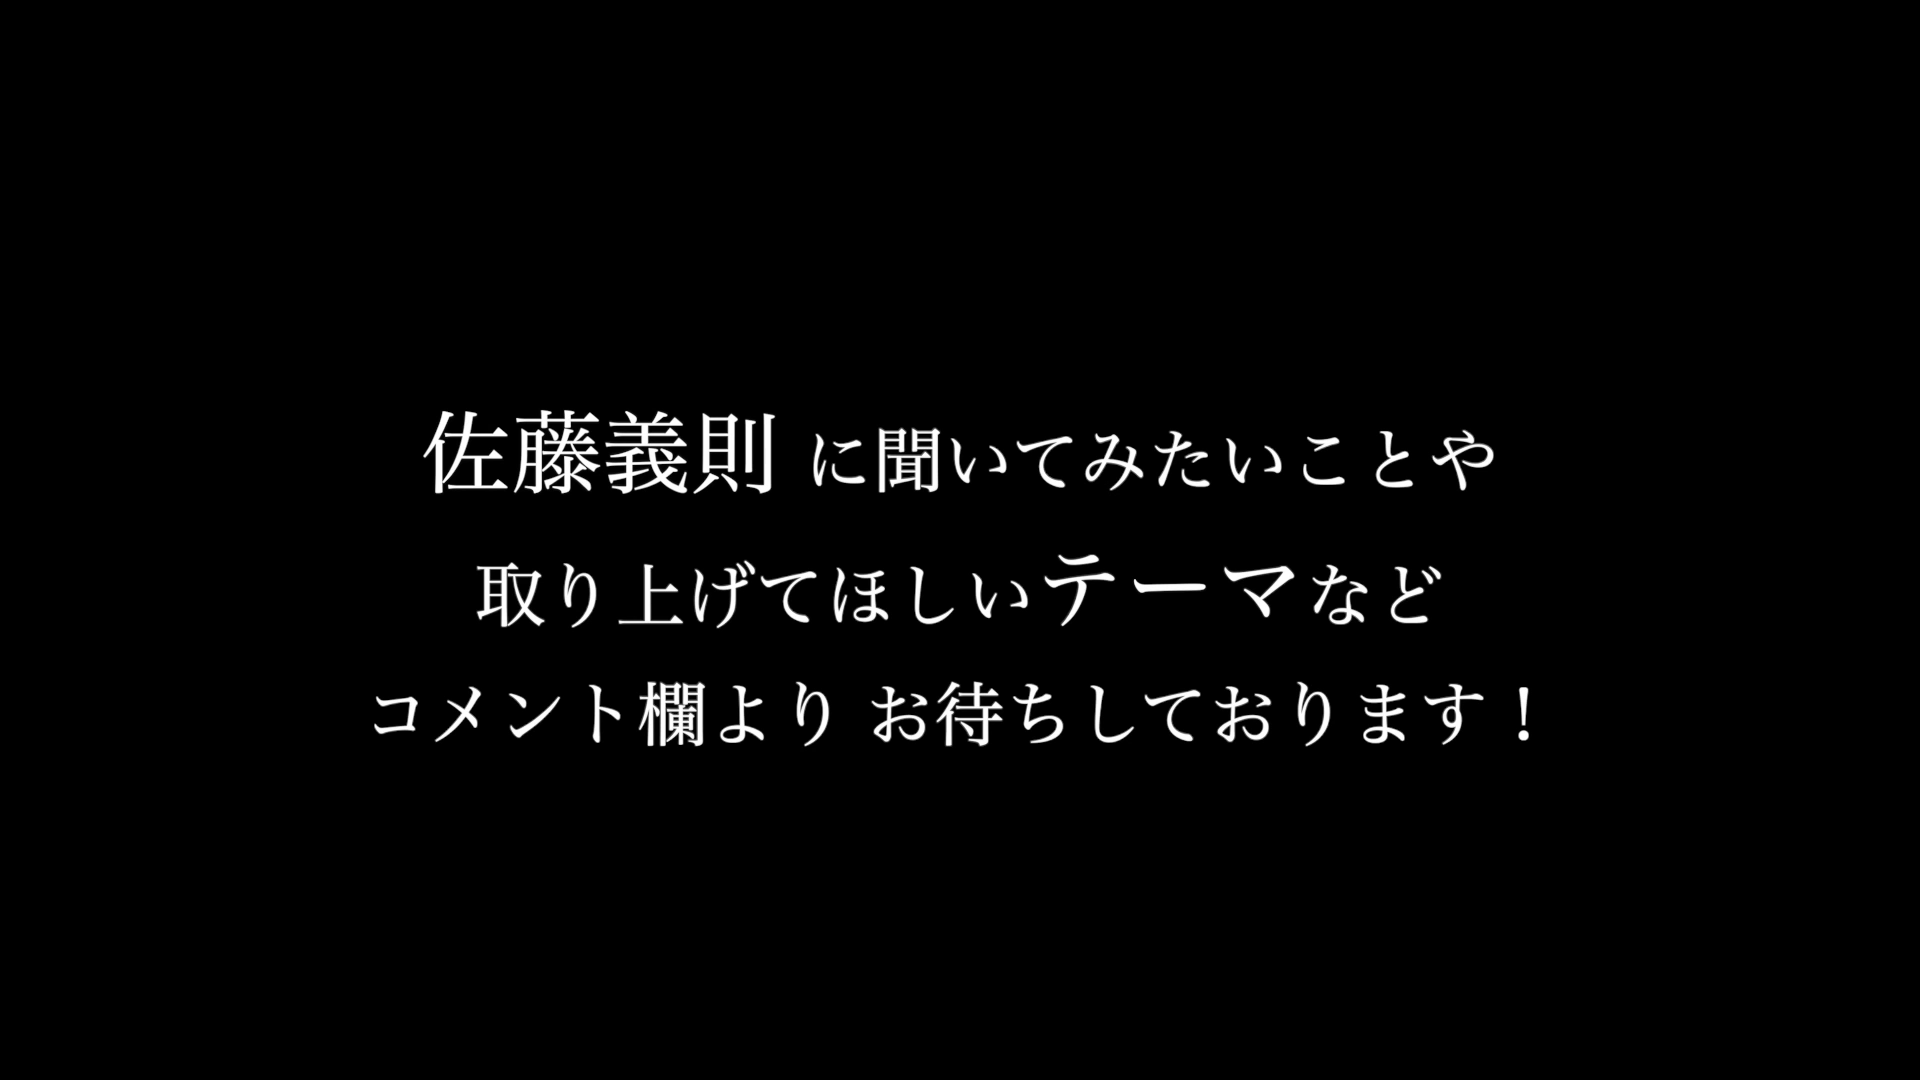 佐藤義則 に聞いてみたいことや
取り上げてほしいテーマなど
コメント欄より お待ちしております！